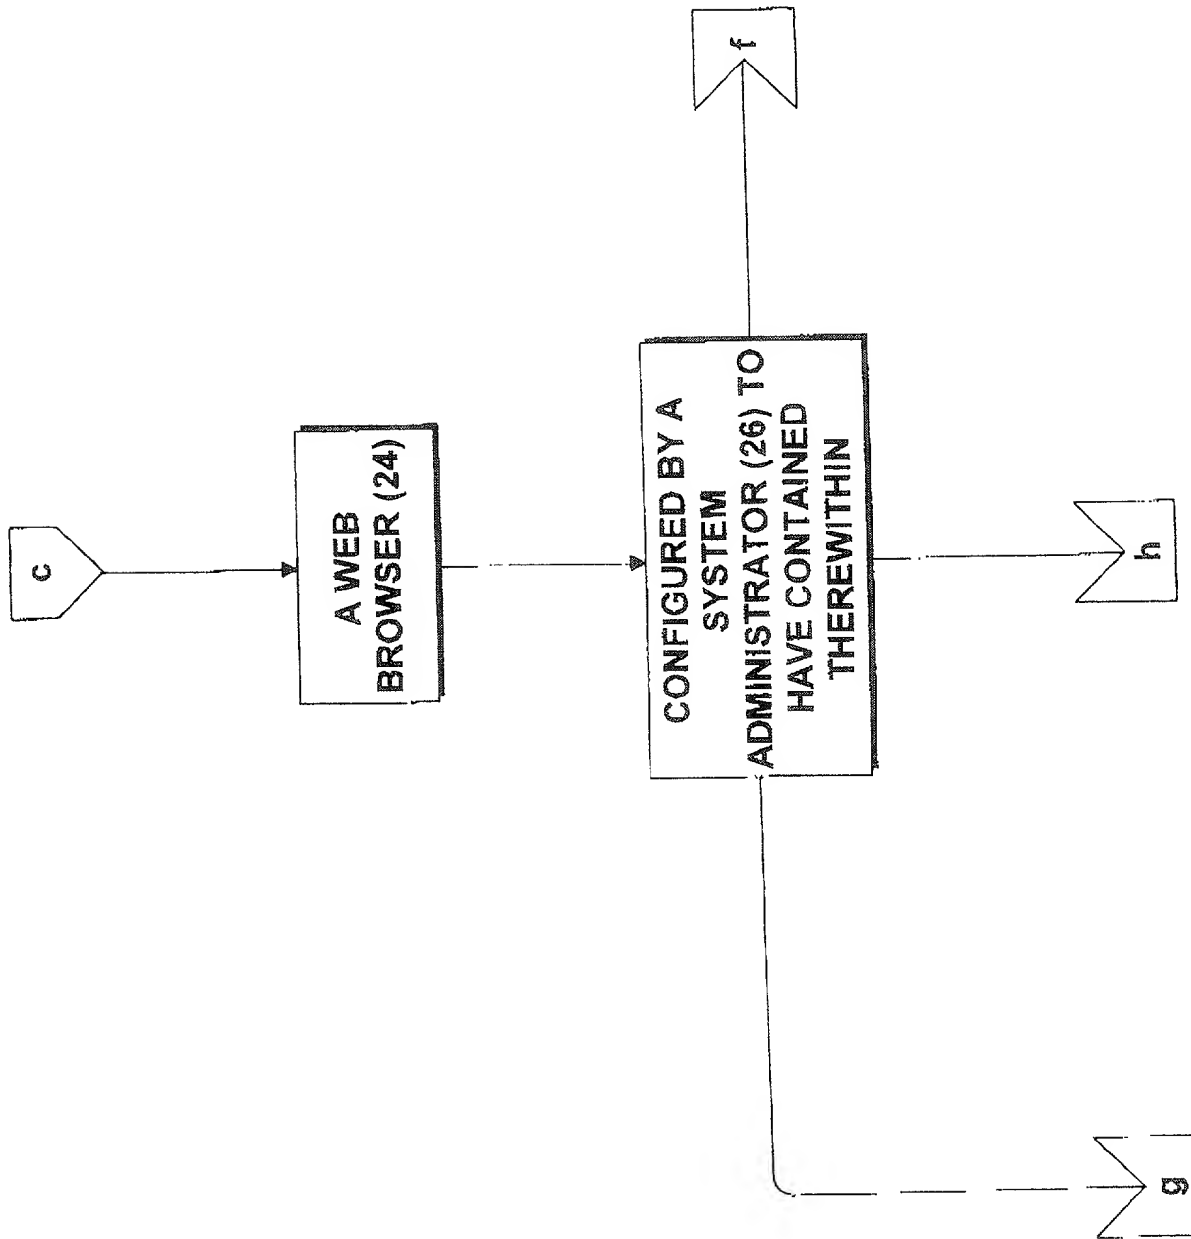 c
A WEB
BROWSER (24)
CONFIGURED BY A
SYSTEM
ADMINISTRATOR (26) TO
HAVE CONTAINED
THEREWITHIN
f
h
g